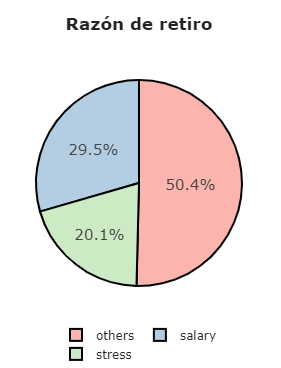 Razón de retiro
29.5%
50.4%
20.1%
others salary
stress